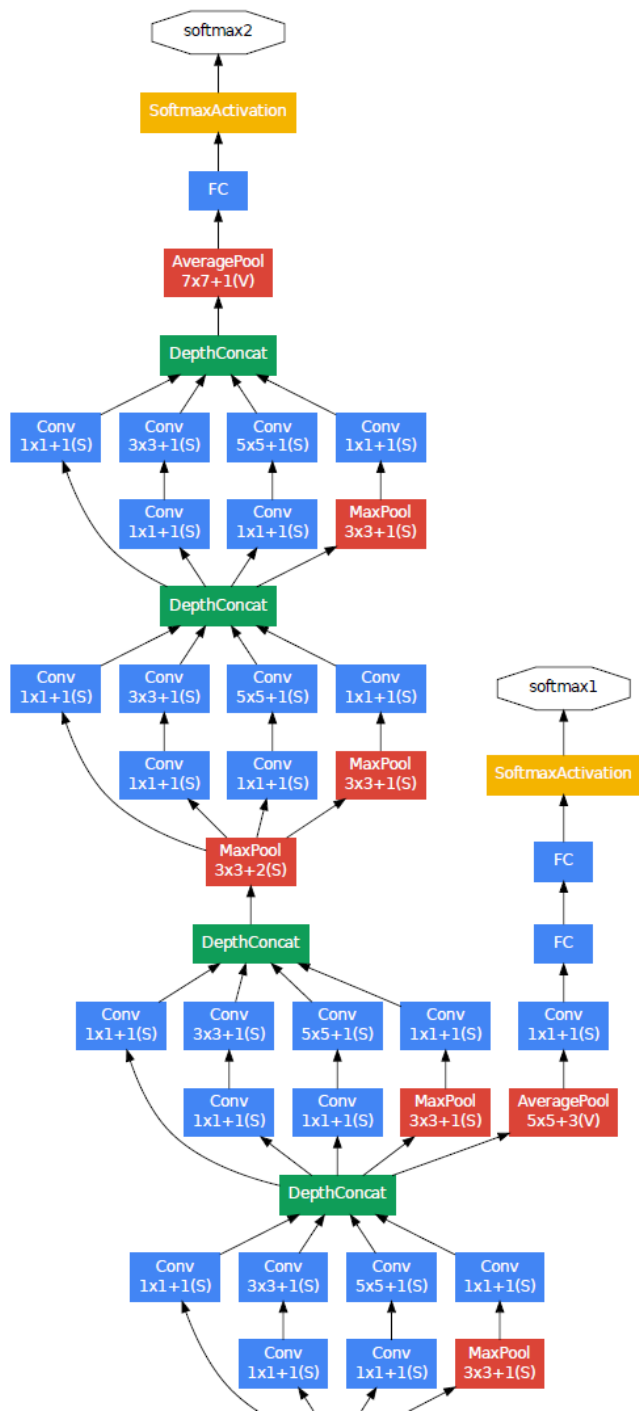 softmax2
SoftmaxActivation
FC
AveragePool
7x7+1(V)
DepthConcat
Conv
1x1+1(S)
Conv
3x3+1(S)
Conv
5x5+1(S)
Conv
1x1+1(S)
Conv
1x1+1(S)
Conv
1x1+1(S)
MaxPool
3x3+1(S)
DepthConcat
Conv
1x1+1(S)
Conv
3x3+1(S)
Conv
5x5+1(S)
Conv
1x1+1(S)
softmax1
Conv
1x1+1(S)
Conv
1x1+1(S)
MaxPool
3x3+1(S)
SoftmaxActivation
MaxPool
3x3+2(S)
FC
DepthConcat
FC
Conv
1x1+1(S)
Conv
3x3+1(S)
Conv
5x5+1(S)
Conv
1x1+1(S)
Conv
1x1+1(S)
Conv
1x1+1(S)
Conv
1x1+1(S)
MaxPool
3x3+1(S)
AveragePool
5x5+3(V)
DepthConcat
Conv
1x1+1(S)
Conv
3x3+1(S)
Conv
5x5+1(S)
Conv
1x1+1(S)
Conv
1x1+1(S)
Conv
1x1+1(S)
MaxPool
3x3+1(S)